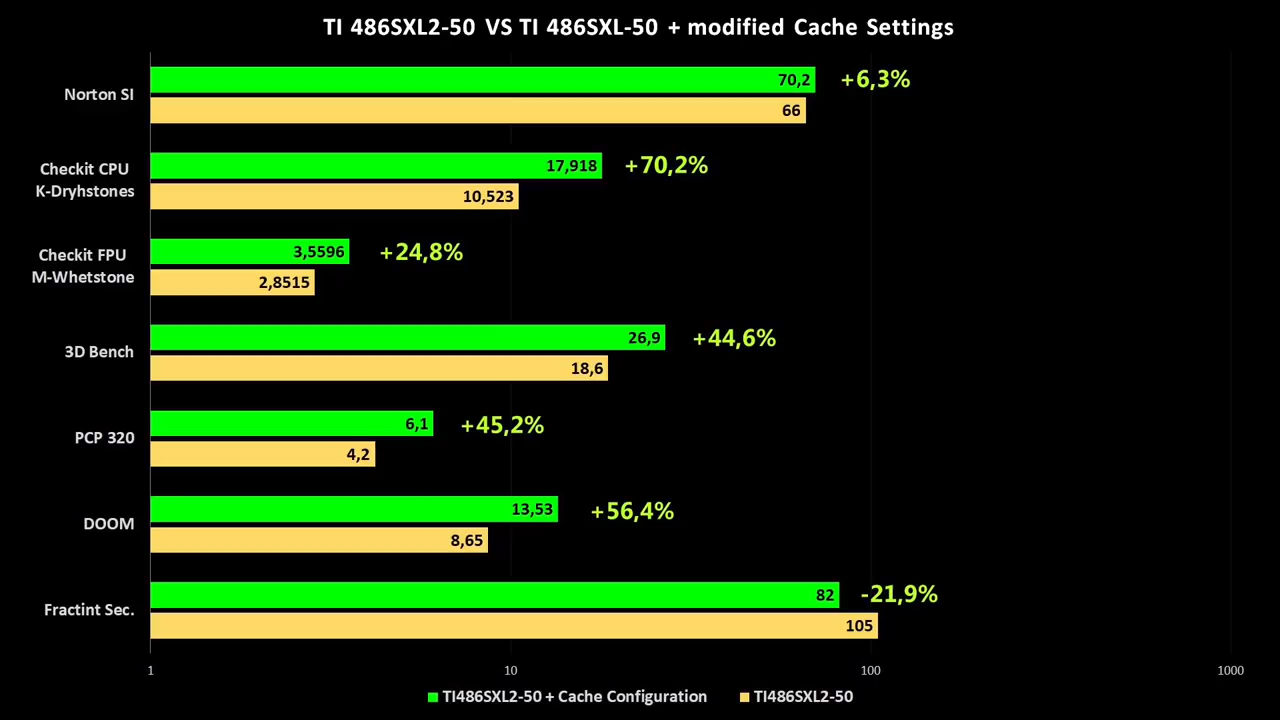 TI 486SXL2-50 VS TI 486SXL-50 + modified Cache Settings
Norton SI
70,2
+6,3%
66
Checkit CPU
K-Dryhstones
17,918
+70,2%
10,523
Checkit FPU
M-Whetstone
3,5596
+24,8%
2,8515
3D Bench
26,9
+44,6%
18,6
PCP 320
6,1
+45,2%
4,2
DOOM
13,53
+56,4%
8,65
Fractint Sec.
82
-21,9%
105
1 10 100 1000
TI486SXL2-50 + Cache Configuration TI486SXL2-50